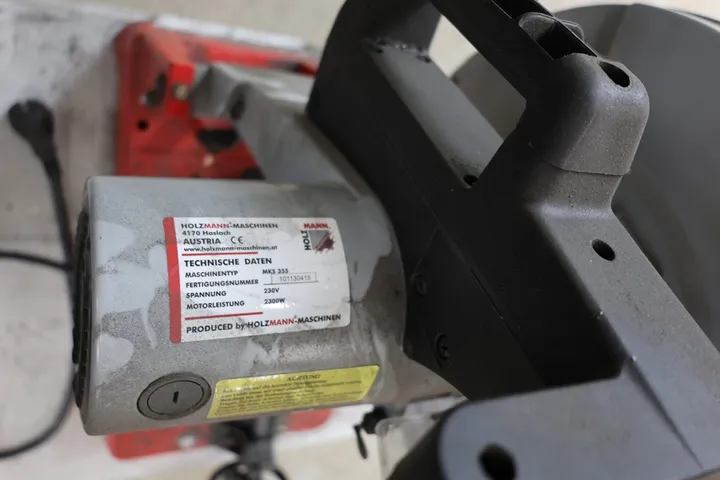 HOLZMANN-MASCHINEN
4170 Haslach
AUSTRIA CE
www.holzmann-maschinen.at
HOLZ
MANN
TECHNISCHE DATEN
MASCHINENTYP MKS 355
FERTIGUNGSNUMMER 101130415
SPANNUNG 230V
MOTORLEISTUNG 2300W
PRODUCED by HOLZMANN-MASCHINEN
ACHTUNG